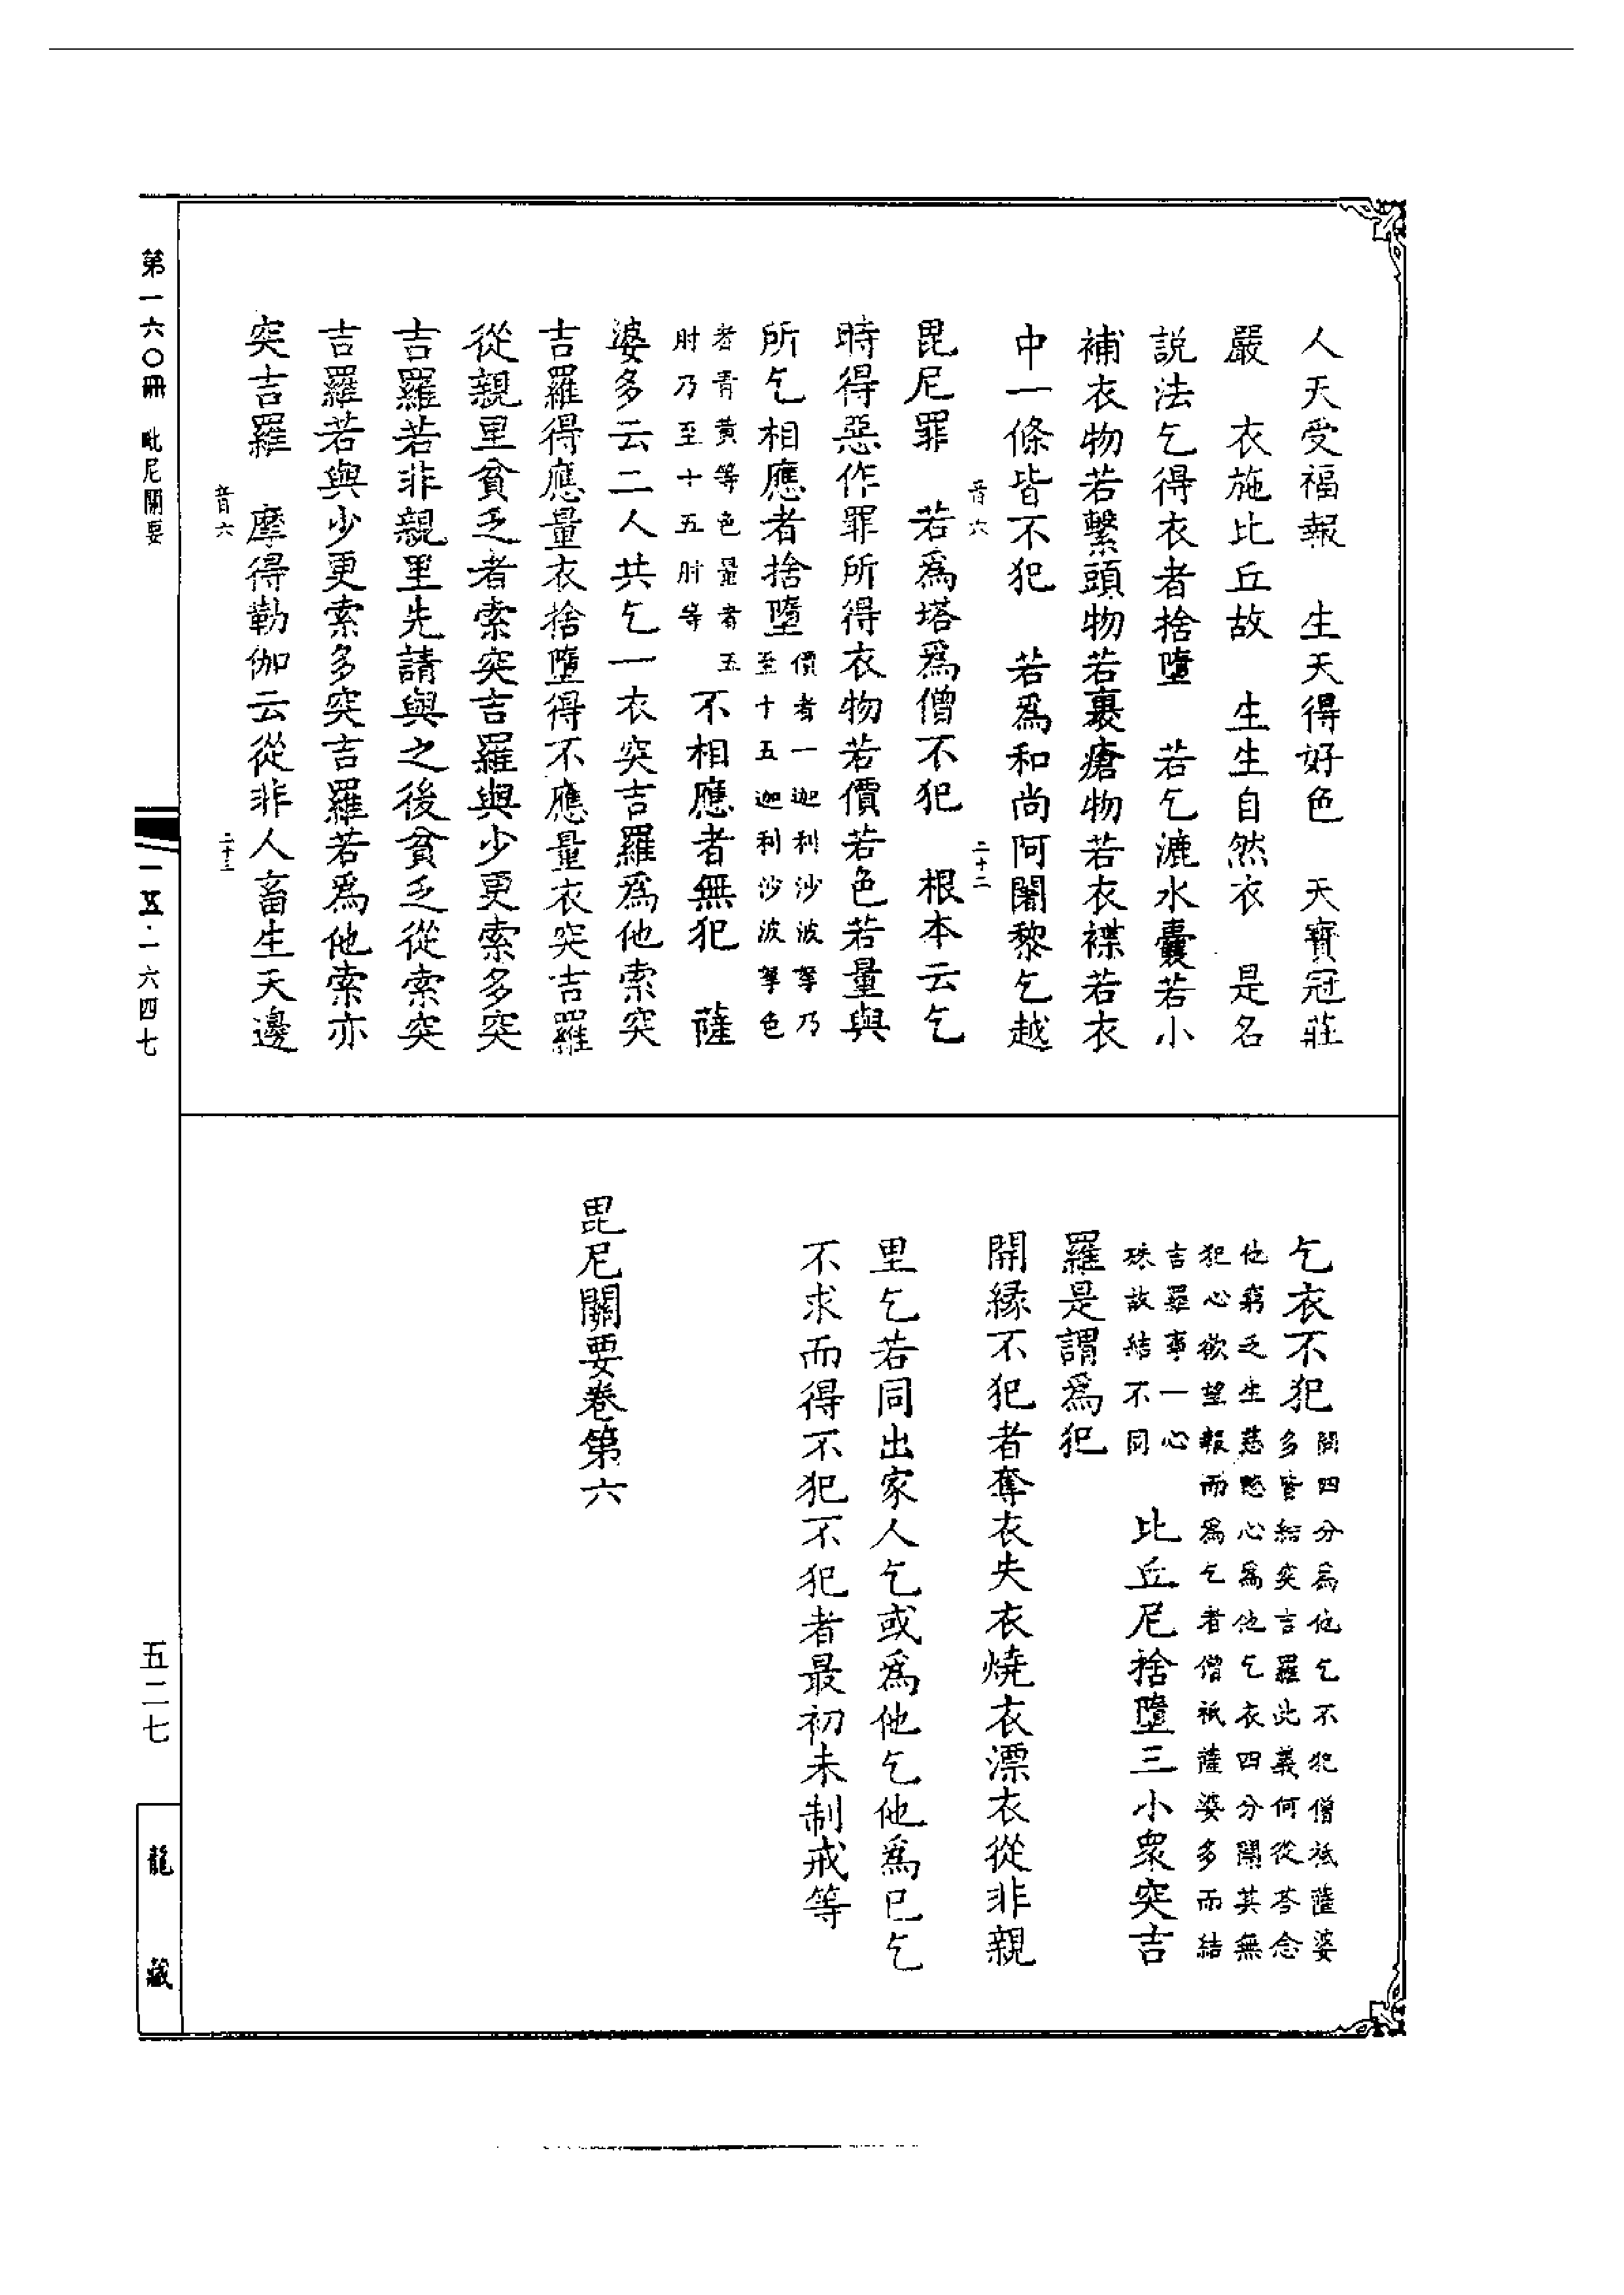 人天受福報　生天得好色　天寶冠莊
嚴　衣施比丘故　生生自然衣　是名
説法乞得衣者捨墮　若乞漉水囊若小
補衣物若繫頭物若裹瘡物若衣褋若衣
中一條皆不犯　若爲和尚阿闍黎乞越
音六　二十二
毘尼罪　若爲塔爲僧不犯　根本云乞
時得惡作罪所得衣物若價若色若量與
所乞相應者捨墮價者一迦利沙波拏乃
至十五迦利沙波拏色
者青黃等色量者五
肘乃至十五肘等不相應者無犯　薩
婆多云二人共乞一衣突吉羅爲他索突
吉羅得應量衣捨墮得不應量衣突吉羅
從親里貧乏者索突吉羅與少更索多突
吉羅若非親里先請與之後貧乏從索突
吉羅若與少更索多突吉羅若爲他索亦
突吉羅　摩得勒伽云從非人畜生天邊
音六　二十三
乞衣不犯問四分爲他乞不犯僧祇薩婆
多皆結突吉羅此義何從荅念
他窮乏生慈愍心爲他乞衣四分開其無
犯心欲望報而爲乞者僧祇薩婆多而結
吉羅事一心
殊故結不同　比丘尼捨墮三小衆突吉
羅是謂爲犯
開緣不犯者奪衣失衣燒衣漂衣從非親
里乞若同出家人乞或爲他乞他爲巳乞
不求而得不犯不犯者最初未制戒等
毘尼關要卷第六
第一六〇冊　毗尼關要
一五·一六四七
五二七
龍藏